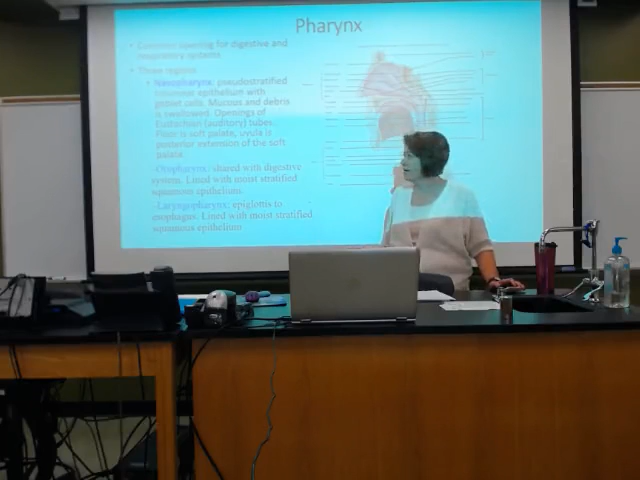 Pharynx
• Common opening for digestive and
respiratory systems
• Three regions
• Nasopharynx: pseudostratified
columnar epithelium with
goblet cells. Mucous and debris
is swallowed. Openings of
Eustachian (auditory) tubes.
Floor is soft palate, uvula is
posterior extension of the soft
palate.
-Oropharynx: shared with digestive
system. Lined with moist stratified
squamous epithelium.
-Laryngopharynx: epiglottis to
esophagus. Lined with moist stratified
squamous epithelium